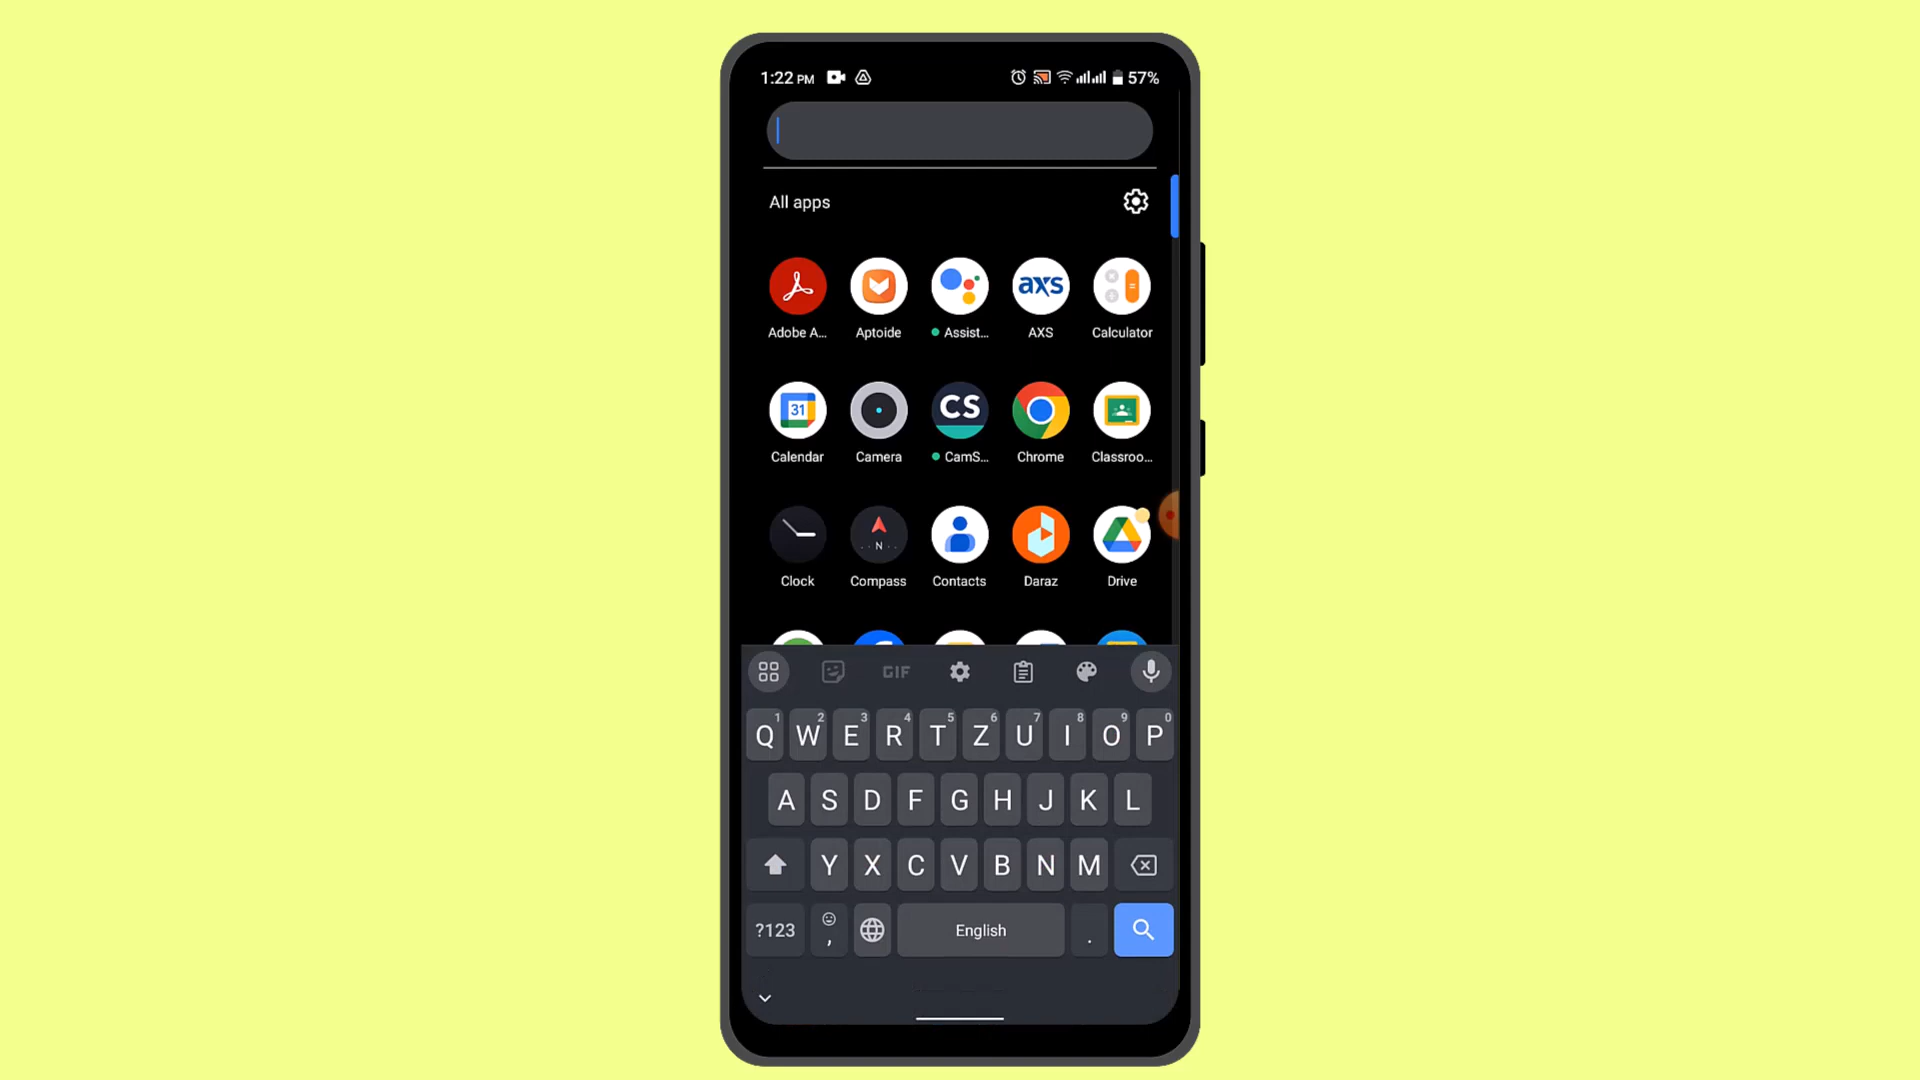 1:22 PM 57%
All apps
axs
Adobe A... Aptoide Assist... AXS Calculator
31 CS
Calendar Camera CamS... Chrome Classroo...
N
Clock Compass Contacts Daraz Drive
GIF
1 2 3 4 5 6 7 8 9 0
Q W E R T Z U I O P
A S D F G H J K L
Y X C V B N M
?123 , English .